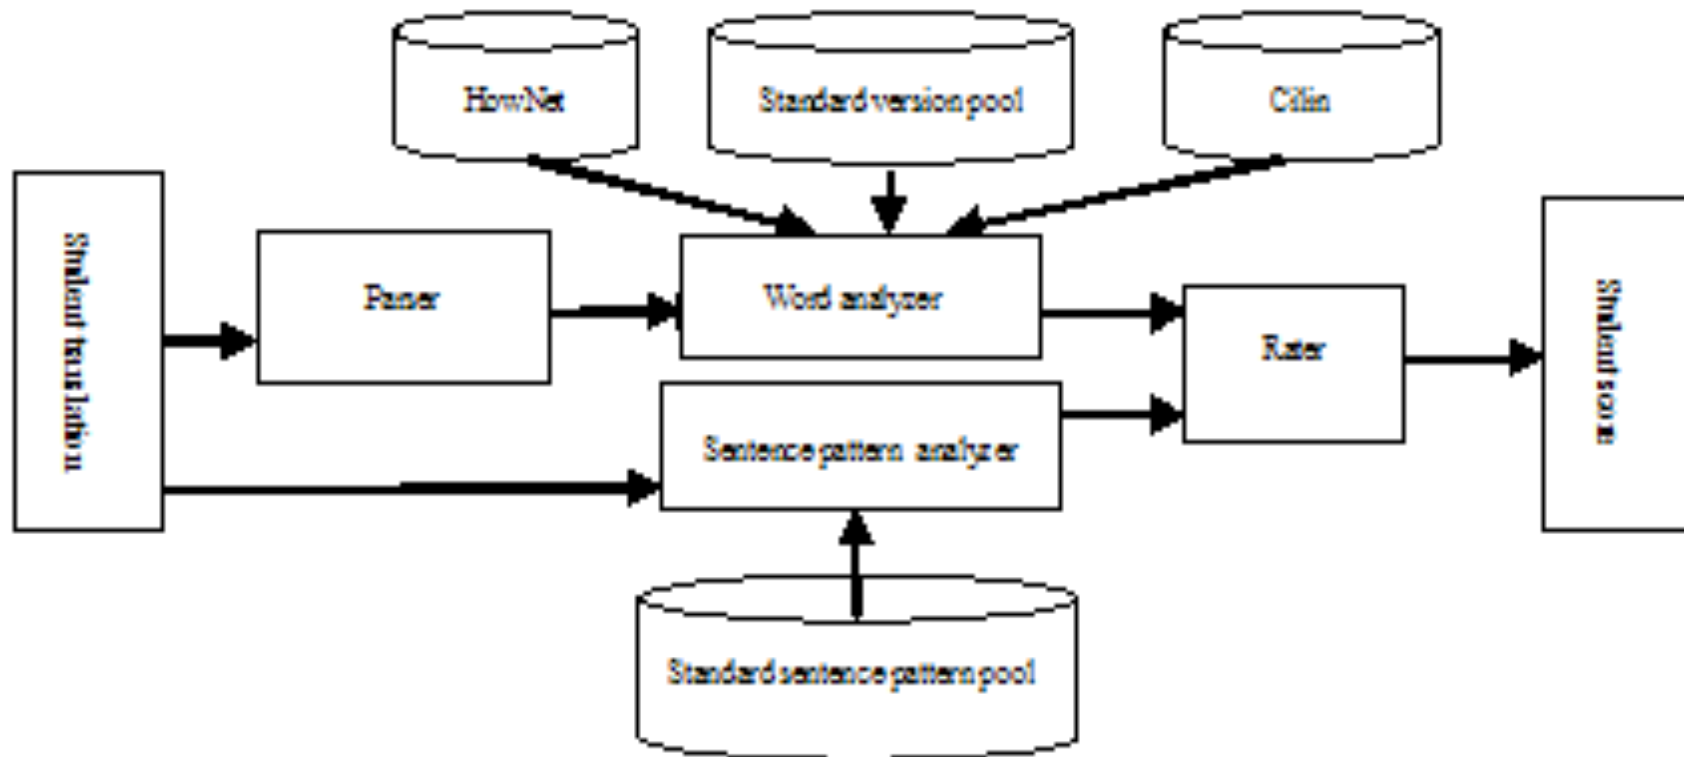 HowNet
Standard version pool
Cilin
Student translation
Parser
Word analyzer
Rater
Student score
Sentence pattern analyzer
Standard sentence pattern pool